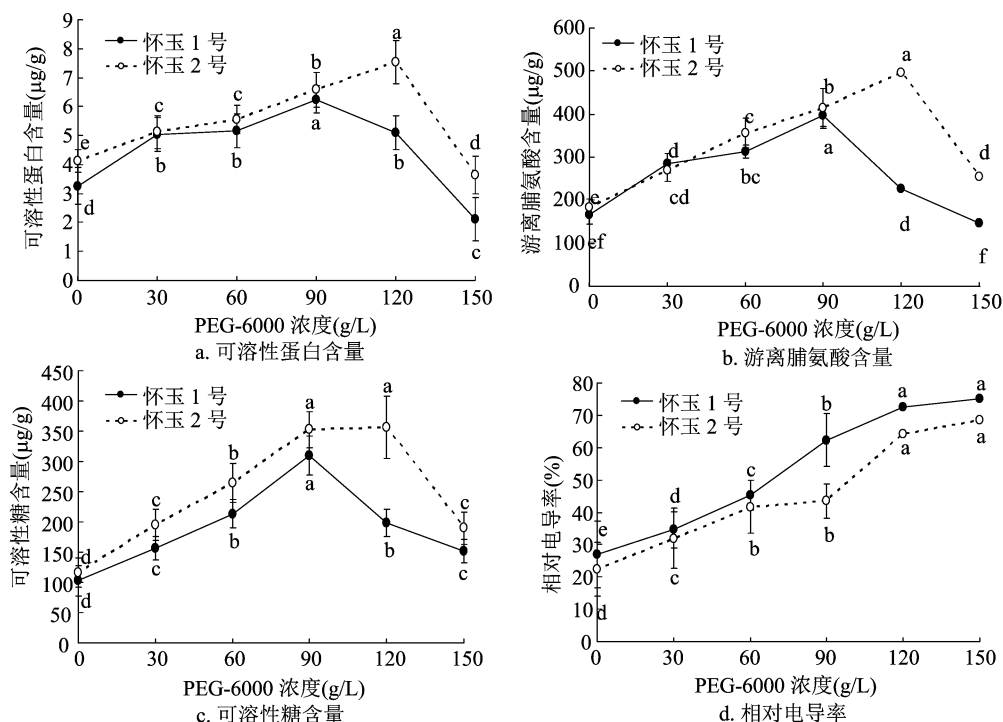 可溶性蛋白含量(μg/g)
9
8
7
6
5
4
3
2
1
0
怀玉 1 号
怀玉 2 号
e c c b a d
d b b a b c
0 30 60 90 120 150
PEG-6000 浓度(g/L)
a. 可溶性蛋白含量
游离脯氨酸含量(μg/g)
600
500
400
300
200
100
0
怀玉 1 号
怀玉 2 号
e d c b a d
ef cd bc a d f
0 30 60 90 120 150
PEG-6000 浓度(g/L)
b. 游离脯氨酸含量
可溶性糖含量(μg/g)
450
400
350
300
250
200
150
100
50
0
怀玉 1 号
怀玉 2 号
d c b a a c
d c b a b c
0 30 60 90 120 150
PEG-6000 浓度(g/L)
c. 可溶性糖含量
相对电导率(%)
80
70
60
50
40
30
20
10
0
怀玉 1 号
怀玉 2 号
e d c b a a
d c b b a a
0 30 60 90 120 150
PEG-6000 浓度(g/L)
d. 相对电导率